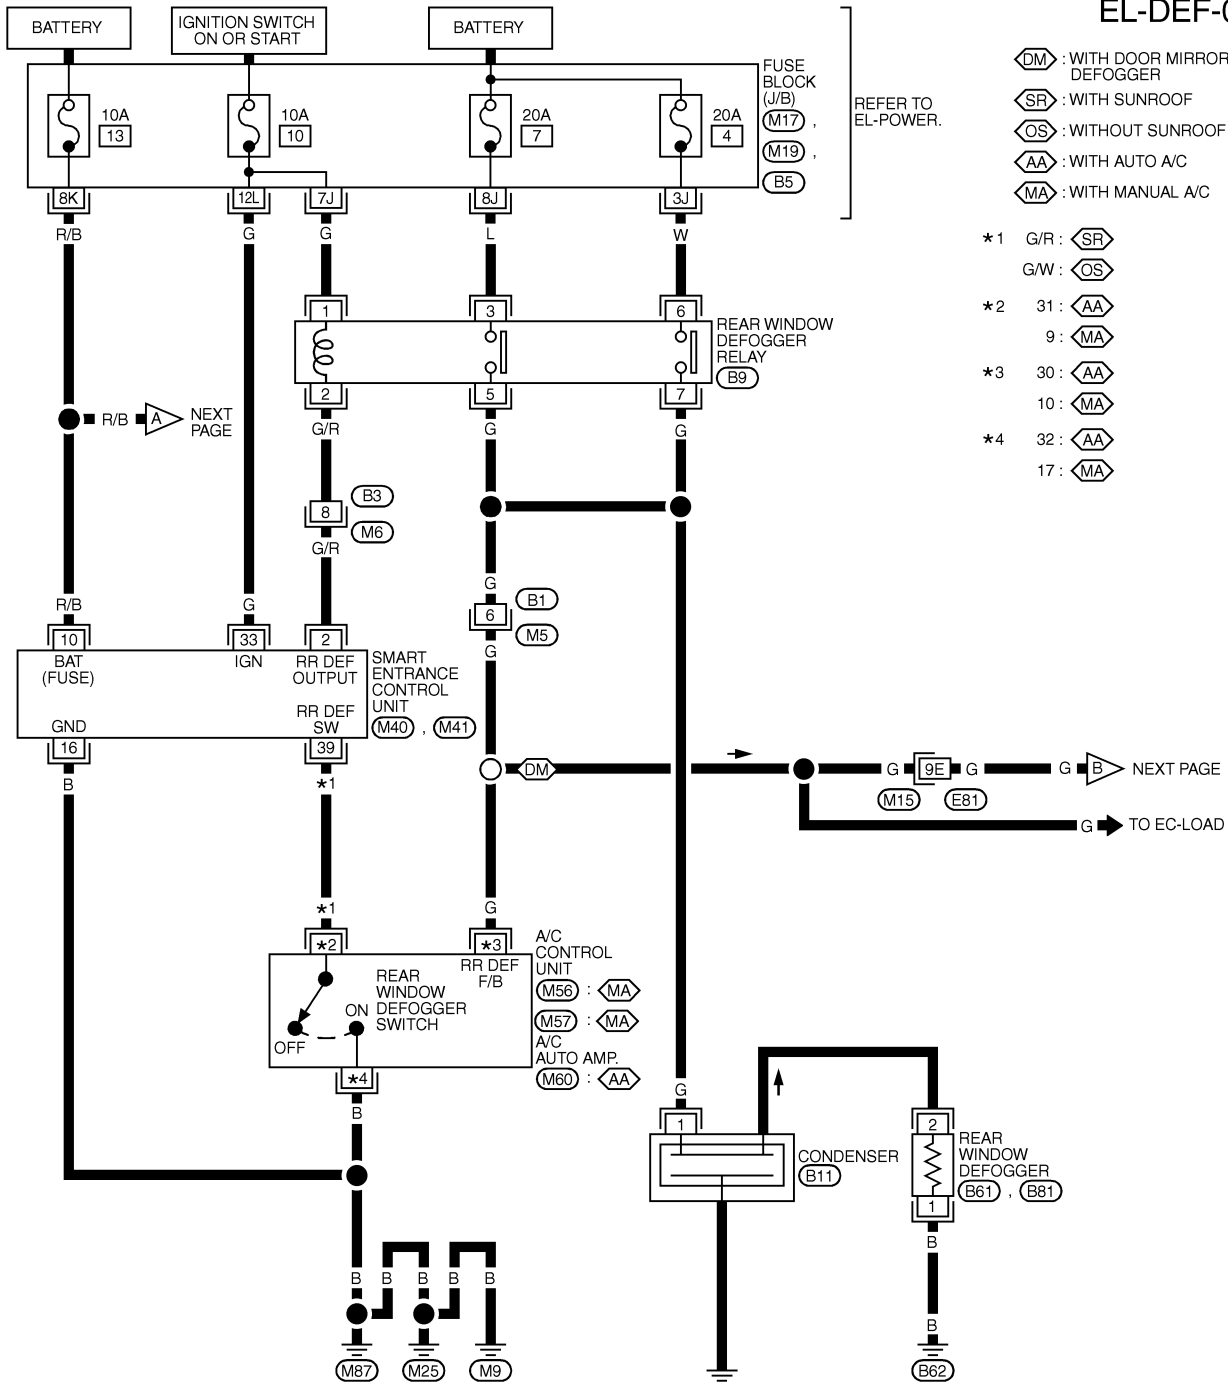 EL-DEF-0
BATTERY
IGNITION SWITCH
ON OR START
BATTERY
10A
13
10A
10
20A
7
20A
4
FUSE
BLOCK
(J/B)
M17 ,
M19 ,
B5
REFER TO
EL-POWER.
DM : WITH DOOR MIRROR
DEFOGGER
SR : WITH SUNROOF
OS : WITHOUT SUNROOF
AA : WITH AUTO A/C
MA : WITH MANUAL A/C
*1 G/R : SR
G/W : OS
*2 31 : AA
9 : MA
*3 30 : AA
10 : MA
*4 32 : AA
17 : MA
8K
12L
7J
8J
3J
R/B
G
G
L
W
1
3
6
REAR WINDOW
DEFOGGER
RELAY
B9
2
5
7
R/B
A
NEXT
PAGE
G/R
G
G
8
B3
M6
G/R
R/B
G
G
6
B1
M5
G
10
33
2
BAT
(FUSE)
IGN
RR DEF
OUTPUT
RR DEF
SW
GND
SMART
ENTRANCE
CONTROL
UNIT
M40 , M41
16
39
B
*1
DM
G
9E
G
G
B
NEXT PAGE
M15
E81
G
TO EC-LOAD
*1
G
*2
*3
REAR
WINDOW
DEFOGGER
SWITCH
RR DEF
F/B
ON
OFF
A/C
CONTROL
UNIT
M56 : MA
M57 : MA
A/C
AUTO AMP.
M60 : AA
*4
B
G
1
CONDENSER
B11
2
REAR
WINDOW
DEFOGGER
B61 , B81
1
B
B
B
B
B
B
B
B
M87
M25
M9
B62